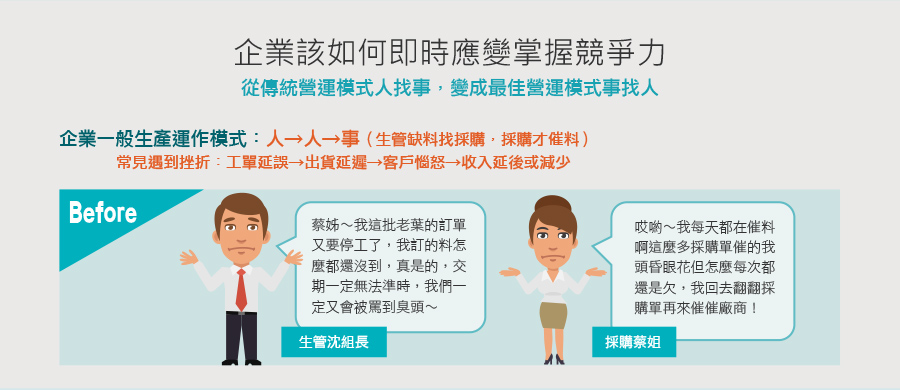 企業該如何即時應變掌握競爭力
從傳統營運模式人找事，變成最佳營運模式事找人
企業一般生產運作模式：人→人→事（生管缺料找採購，採購才催料）
常見遇到挫折：工單延誤→出貨延遲→客戶惱怒→收入延後或減少
Before
蔡姊～我這批老葉的訂單
又要停工了，我訂的料怎
麼都還沒到，真是的，交
期一定無法準時，我們一
定又會被罵到臭頭～
生管沈組長
哎喲～我每天都在催料
啊這麼多採購單催的我
頭昏眼花但怎麼每次都
還是欠，我回去翻翻採
購單再來催催廠商！
採購蔡姐